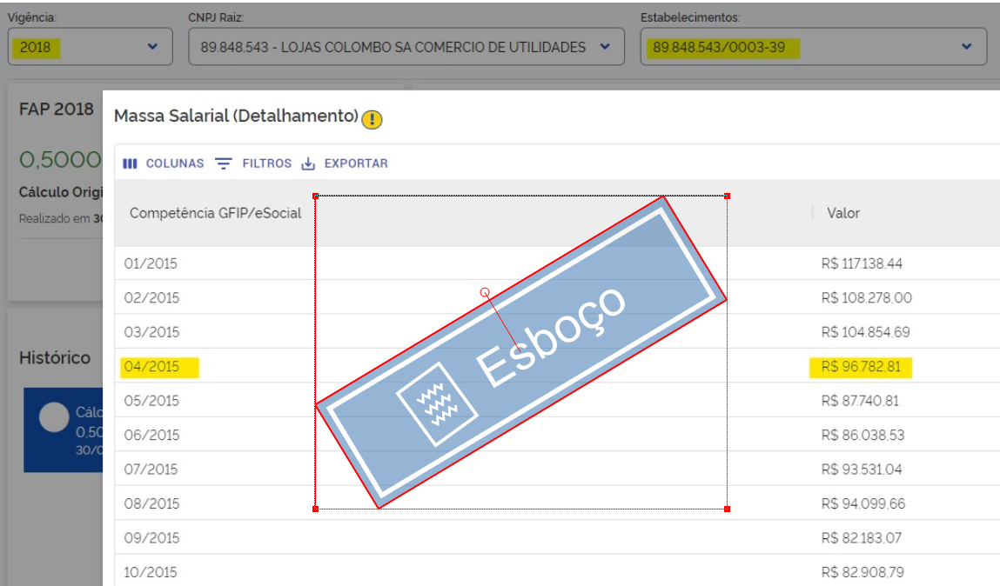 Vigência:
CNPJ Raiz:
Estabelecimentos:
2018
89.848.543 - LOJAS COLOMBO SA COMERCIO DE UTILIDADES
89.848.543/0003-39
FAP 2018
Massa Salarial (Detalhamento) !
0,5000
COLUNAS
FILTROS
EXPORTAR
Cálculo Origi
Realizado em 30
Competência GFIP/eSocial
Valor
01/2015
R$ 117.138,44
02/2015
R$ 108.278,00
03/2015
R$ 104.854,69
Histórico
04/2015
R$ 96.782,81
05/2015
R$ 87.740,81
Cálc
0,50
30/0
06/2015
R$ 86.038,53
07/2015
R$ 93.531,04
08/2015
R$ 94.099,66
09/2015
R$ 82.183,07
10/2015
R$ 82.908,79
Esboço